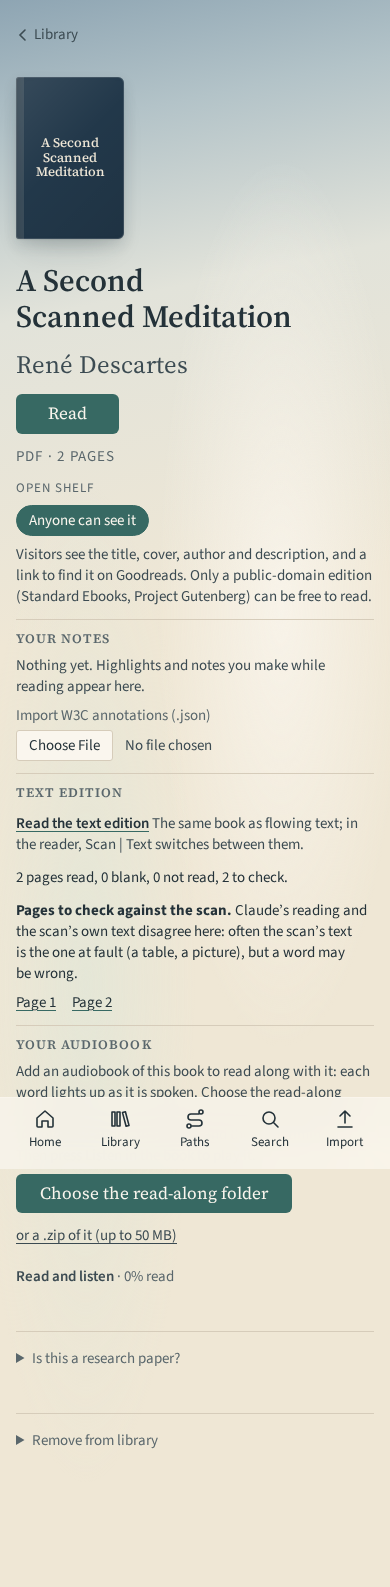 Library
A Second
Scanned
Meditation
A Second
Scanned Meditation
René Descartes
Read
PDF · 2 PAGES
OPEN SHELF
Anyone can see it
Visitors see the title, cover, author and description, and a
link to find it on Goodreads. Only a public-domain edition
(Standard Ebooks, Project Gutenberg) can be free to read.
YOUR NOTES
Nothing yet. Highlights and notes you make while
reading appear here.
Import W3C annotations (.json)
Choose File No file chosen
TEXT EDITION
Read the text edition The same book as flowing text; in
the reader, Scan | Text switches between them.
2 pages read, 0 blank, 0 not read, 2 to check.
Pages to check against the scan. Claude’s reading and
the scan’s own text disagree here: often the scan’s text
is the one at fault (a table, a picture), but a word may
be wrong.
Page 1 Page 2
YOUR AUDIOBOOK
Add an audiobook of this book to read along with it: each
word lights up as it is spoken. Choose the read-along
Home Library Paths Search Import
Choose the read-along folder
or a .zip of it (up to 50 MB)
Read and listen · 0% read
Is this a research paper?
Remove from library